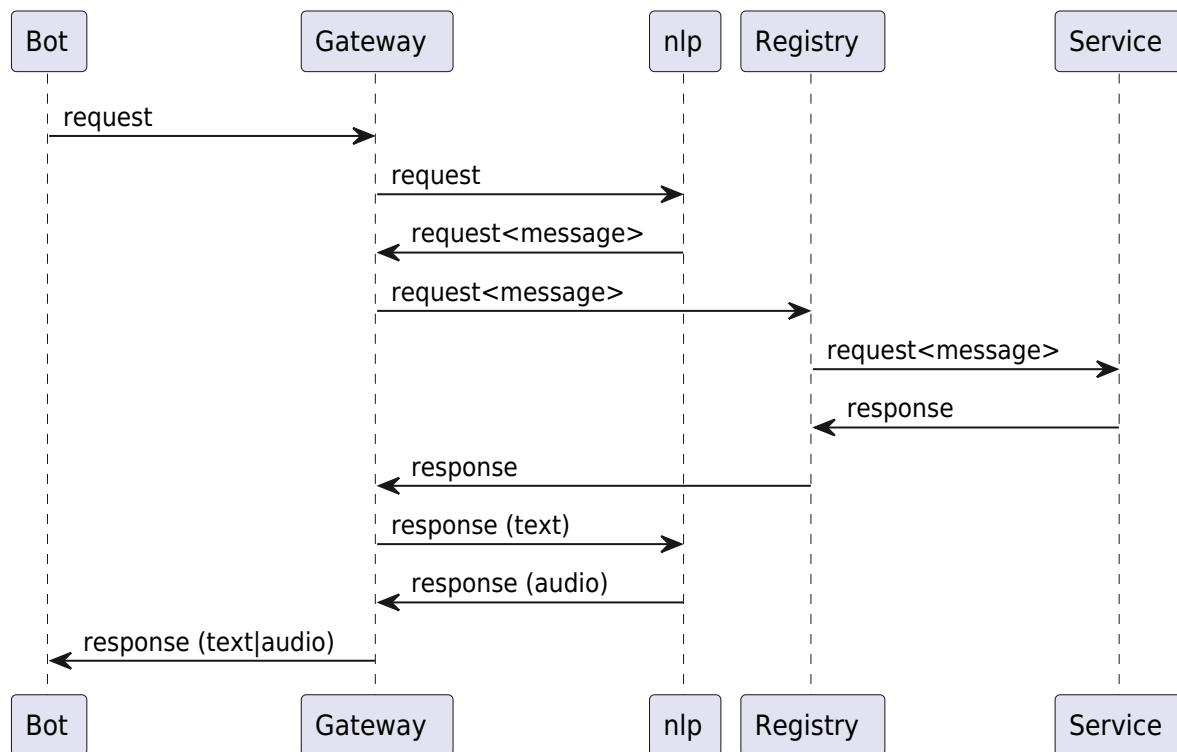 Bot Gateway nlp Registry Service
request
request
request<message>
request<message>
request<message>
response
response
response (text)
response (audio)
response (text|audio)
Bot Gateway nlp Registry Service